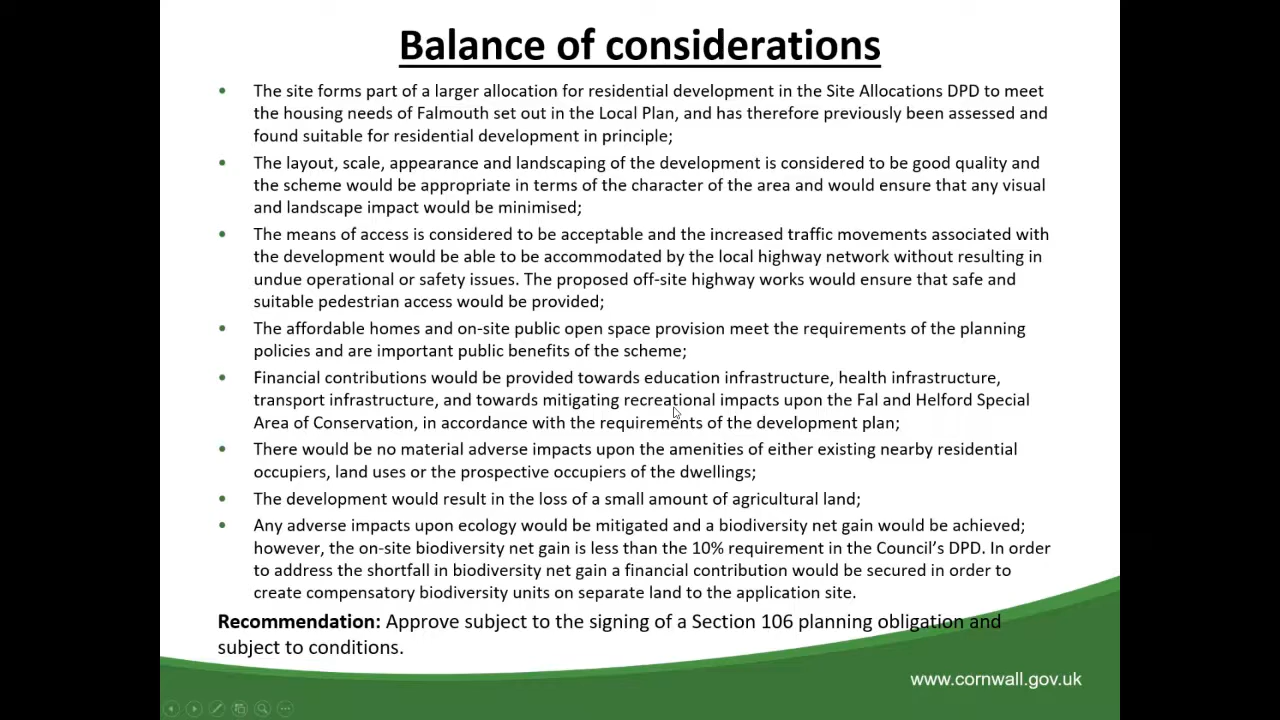 Balance of considerations
• The site forms part of a larger allocation for residential development in the Site Allocations DPD to meet
the housing needs of Falmouth set out in the Local Plan, and has therefore previously been assessed and
found suitable for residential development in principle;
• The layout, scale, appearance and landscaping of the development is considered to be good quality and
the scheme would be appropriate in terms of the character of the area and would ensure that any visual
and landscape impact would be minimised;
• The means of access is considered to be acceptable and the increased traffic movements associated with
the development would be able to be accommodated by the local highway network without resulting in
undue operational or safety issues. The proposed off-site highway works would ensure that safe and
suitable pedestrian access would be provided;
• The affordable homes and on-site public open space provision meet the requirements of the planning
policies and are important public benefits of the scheme;
• Financial contributions would be provided towards education infrastructure, health infrastructure,
transport infrastructure, and towards mitigating recreational impacts upon the Fal and Helford Special
Area of Conservation, in accordance with the requirements of the development plan;
• There would be no material adverse impacts upon the amenities of either existing nearby residential
occupiers, land uses or the prospective occupiers of the dwellings;
• The development would result in the loss of a small amount of agricultural land;
• Any adverse impacts upon ecology would be mitigated and a biodiversity net gain would be achieved;
however, the on-site biodiversity net gain is less than the 10% requirement in the Council's DPD. In order
to address the shortfall in biodiversity net gain a financial contribution would be secured in order to
create compensatory biodiversity units on separate land to the application site.
Recommendation: Approve subject to the signing of a Section 106 planning obligation and
subject to conditions.
www.cornwall.gov.uk